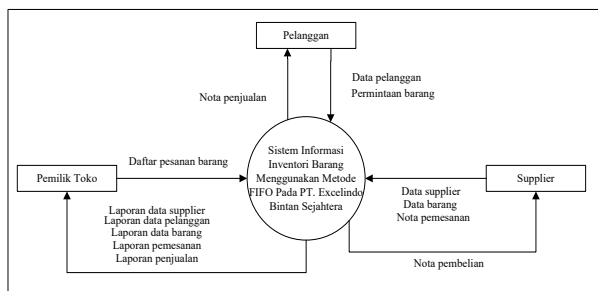 Pelanggan
Data pelanggan
Permintaan barang
Nota penjualan
Sistem Informasi
Inventori Barang
Menggunakan Metode
FIFO Pada PT. Excelindo
Bintan Sejahtera
Daftar pesanan barang
Pemilik Toko
Supplier
Data supplier
Data barang
Nota pemesanan
Laporan data supplier
Laporan data pelanggan
Laporan data barang
Laporan pemesanan
Laporan penjualan
Nota pembelian